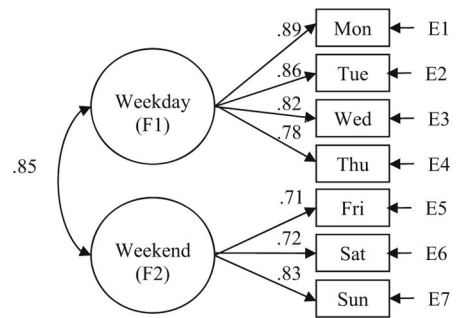 .89
Mon
E1
.86
Tue
E2
Weekday
(F1)
.82
Wed
E3
.78
Thu
E4
.85
.71
Fri
E5
Weekend
(F2)
.72
Sat
E6
.83
Sun
E7